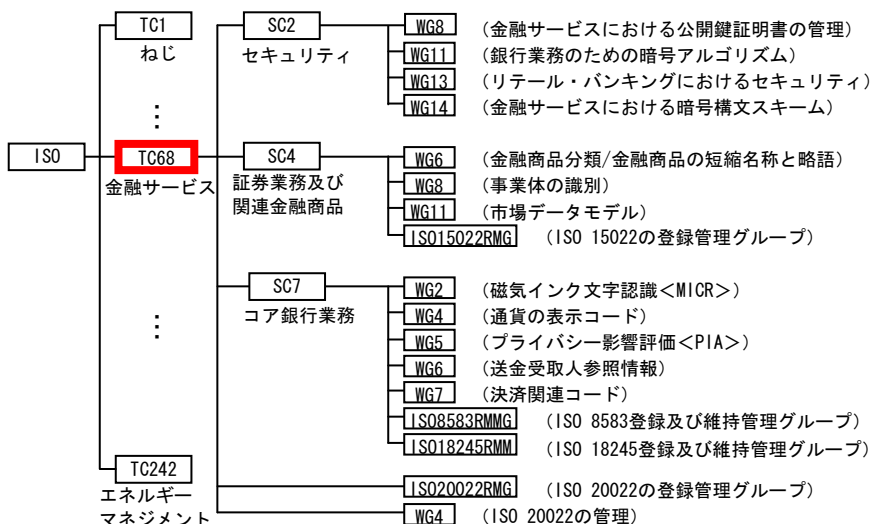 TC1
ねじ
SC2
セキュリティ
WG8 (金融サービスにおける公開鍵証明書の管理)
WG11 (銀行業務のための暗号アルゴリズム)
WG13 (リテール・バンキングにおけるセキュリティ)
WG14 (金融サービスにおける暗号構文スキーム)
ISO
TC68
金融サービス
SC4
証券業務及び
関連金融商品
WG6 (金融商品分類/金融商品の短縮名称と略語)
WG8 (事業体の識別)
WG11 (市場データモデル)
ISO15022RMG (ISO 15022の登録管理グループ)
SC7
コア銀行業務
WG2 (磁気インク文字認識<MICR>)
WG4 (通貨の表示コード)
WG5 (プライバシー影響評価<PIA>)
WG6 (送金受取人参照情報)
WG7 (決済関連コード)
ISO8583RMMG (ISO 8583登録及び維持管理グループ)
ISO18245RMM (ISO 18245登録及び維持管理グループ)
TC242
エネルギー
マネジメント
ISO20022RMG (ISO 20022の登録管理グループ)
WG4 (ISO 20022の管理)